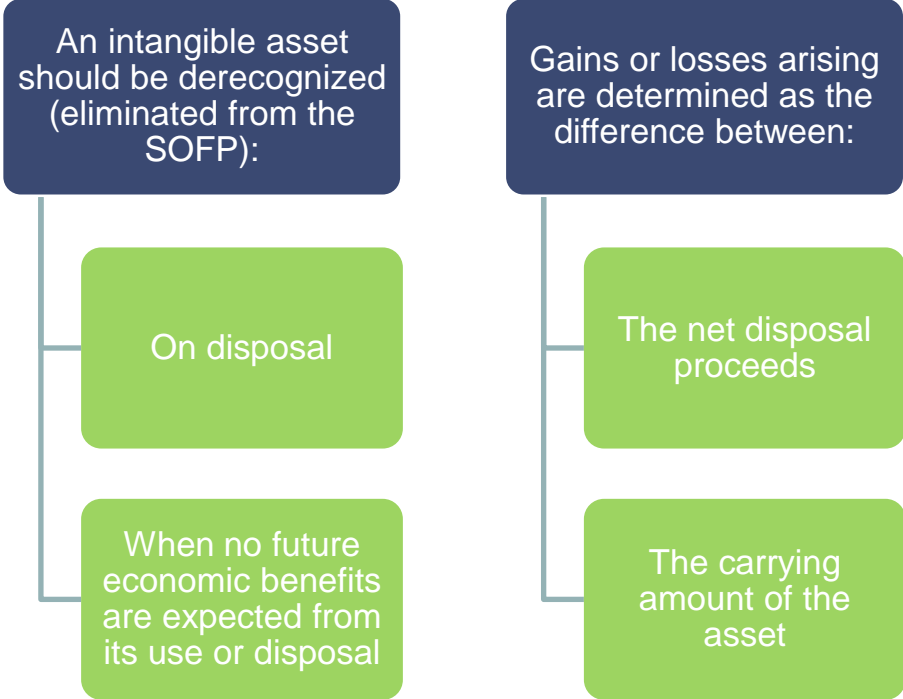 An intangible asset
should be derecognized
(eliminated from the
SOFP):
On disposal
When no future
economic benefits
are expected from
its use or disposal
Gains or losses arising
are determined as the
difference between:
The net disposal
proceeds
The carrying
amount of the
asset